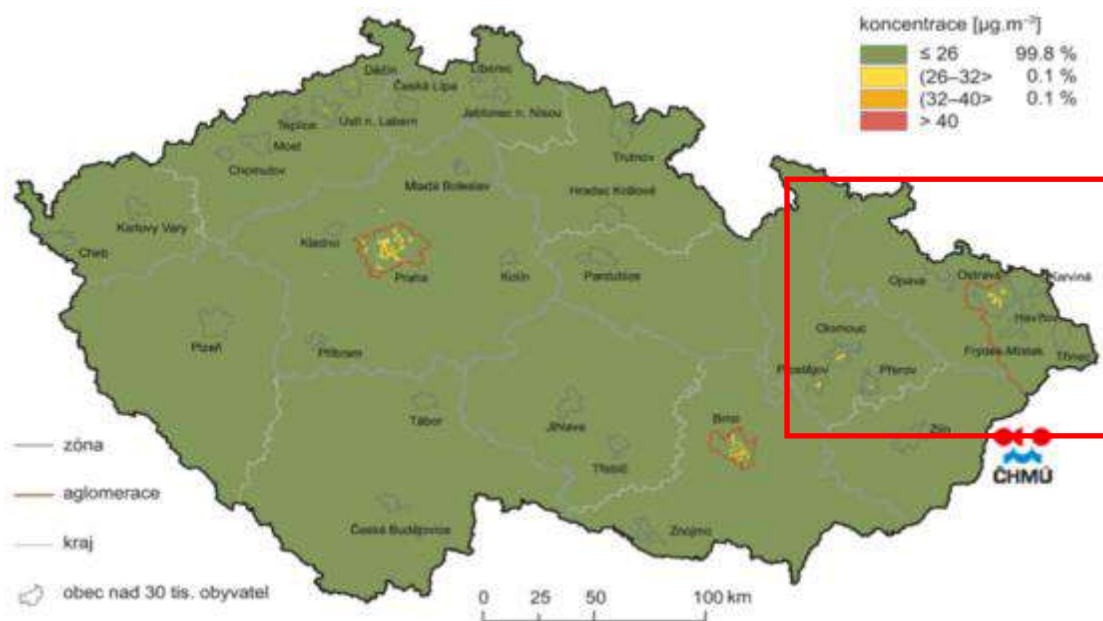 koncentrace [µg.m⁻³]
≤ 26 99.8 %
(26–32> 0.1 %
(32–40> 0.1 %
> 40
Děčín
Liberec
Česká Lípa
Teplice
Ústí n. Labem
Jablonec n. Nisou
Most
Chomutov
Trutnov
Mladá Boleslav
Hradec Králové
Karlovy Vary
Kladno
Cheb
Praha
Kolín
Pardubice
Opava
Ostrava
Karviná
Havířov
Olomouc
Plzeň
Příbram
Frýdek-Místek
Třinec
Prostějov
Přerov
Tábor
Jihlava
Brno
Zlín
Třebíč
ČHMÚ
České Budějovice
Znojmo
zóna
aglomerace
kraj
obec nad 30 tis. obyvatel
0 25 50 100 km